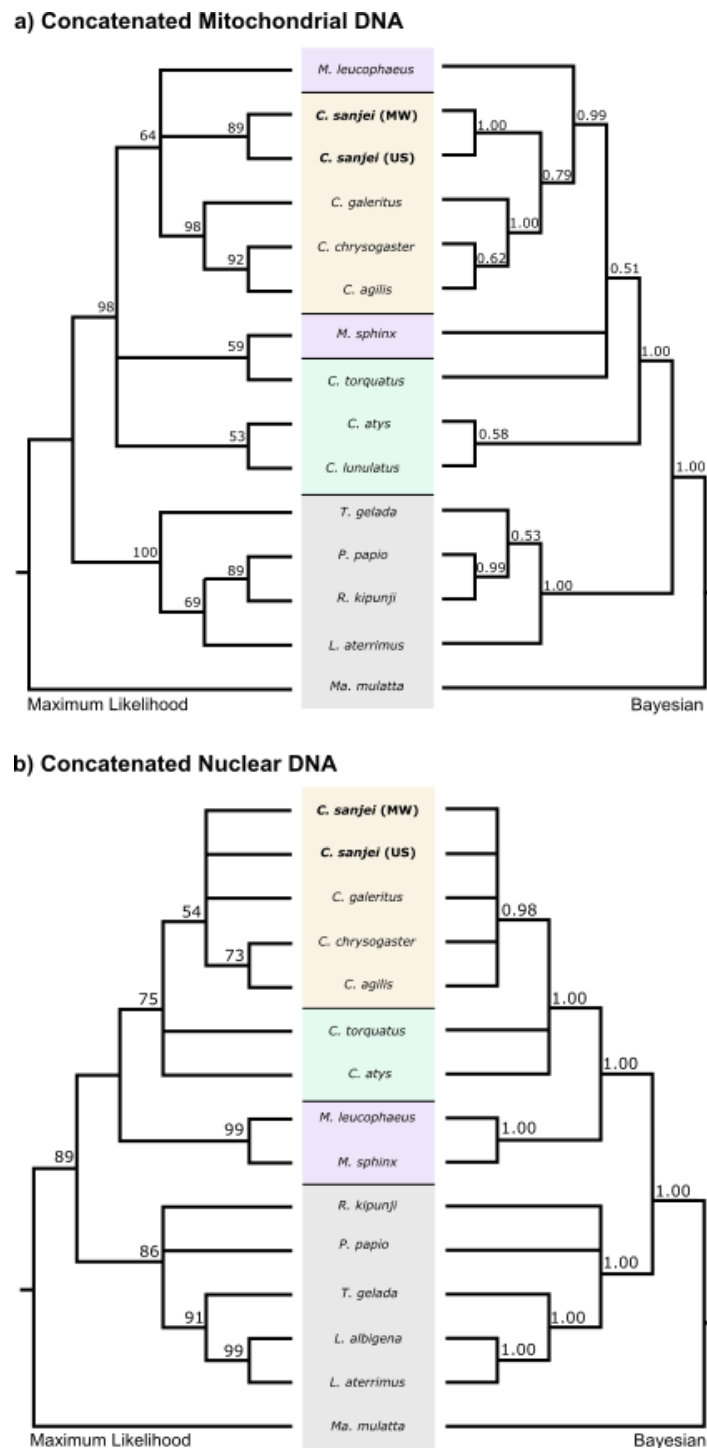 a) Concatenated Mitochondrial DNA
M. leucophaeus
0.99
C. sanjei (MW)
89
1.00
64
C. sanjei (US)
0.79
C. galeritus
98
1.00
C. chrysogaster
92
0.62
C. agilis
0.51
98
M. sphinx
59
1.00
C. torquatus
C. atys
53
0.58
C. lunulatus
1.00
T. gelada
0.53
100
P. papio
89
0.99
R. kipunji
69
1.00
L. aterrimus
Ma. mulatta
Maximum Likelihood
Bayesian
b) Concatenated Nuclear DNA
C. sanjei (MW)
C. sanjei (US)
C. galeritus
54
0.98
C. chrysogaster
73
C. agilis
75
1.00
C. torquatus
1.00
C. atys
M. leucophaeus
99
1.00
M. sphinx
89
1.00
R. kipunji
P. papio
86
1.00
T. gelada
91
1.00
L. albigena
99
1.00
L. aterrimus
Ma. mulatta
Maximum Likelihood
Bayesian